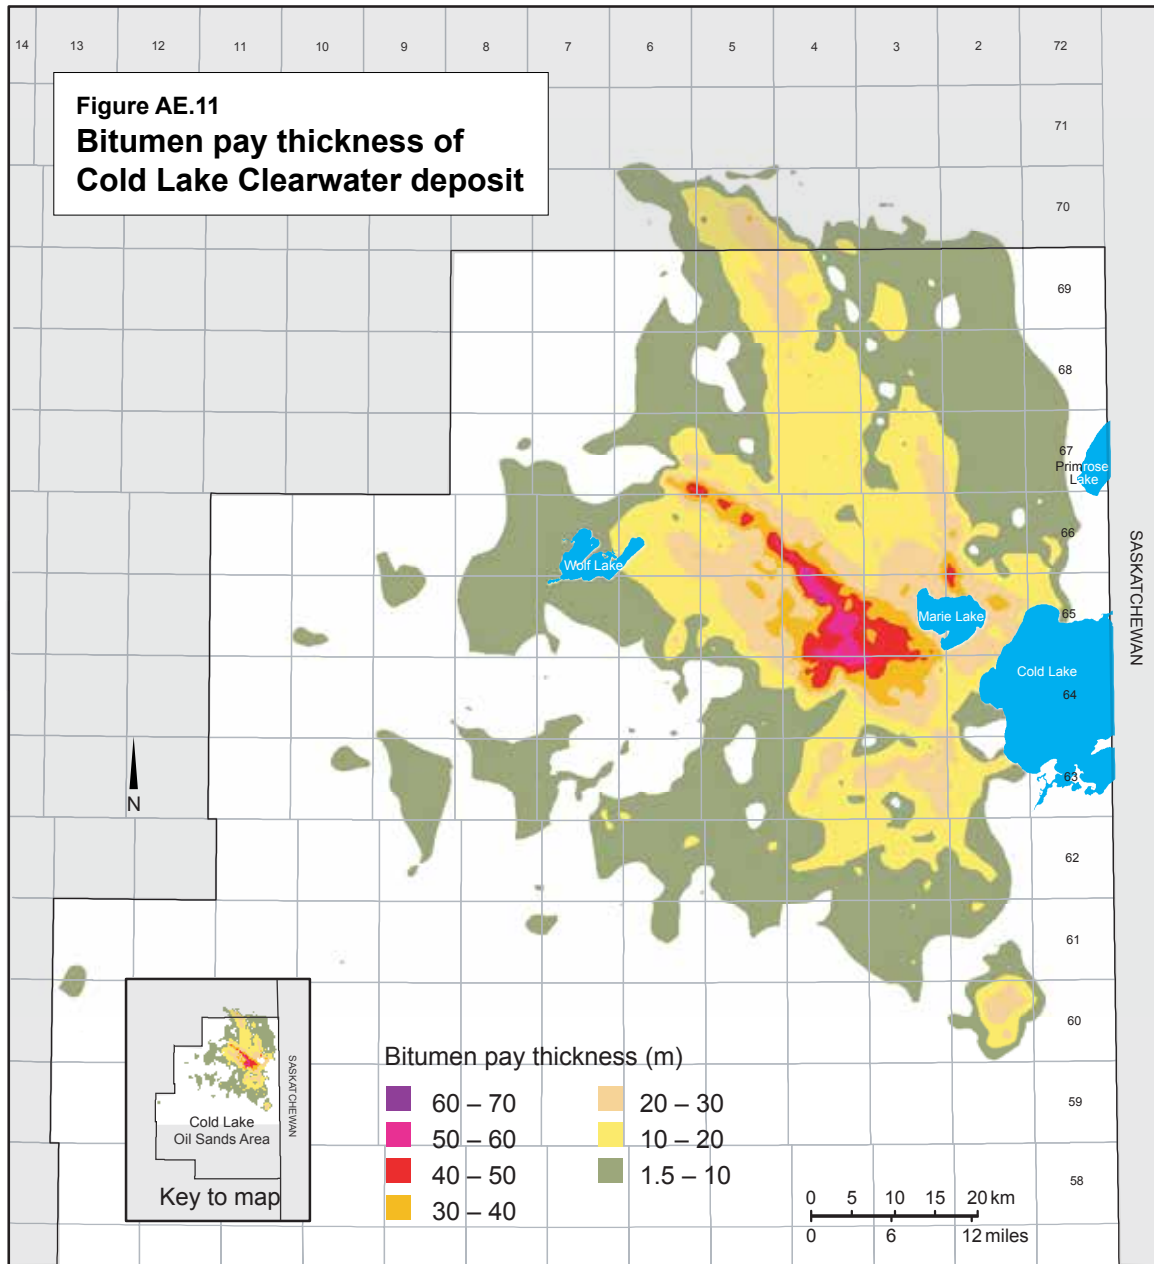 14 13 12 11 10 9 8 7 6 5 4 3 2 72
Figure AE.11
Bitumen pay thickness of
Cold Lake Clearwater deposit
71
70
69
68
67
Primrose
Lake
66
Wolf Lake
65
Marie Lake
Cold Lake
64
SASKATCHEWAN
63
N
62
61
60
59
58
SASKATCHEWAN
Cold Lake
Oil Sands Area
Key to map
Bitumen pay thickness (m)
60 – 70
50 – 60
40 – 50
30 – 40
20 – 30
10 – 20
1.5 – 10
0 5 10 15 20 km
0 6 12 miles